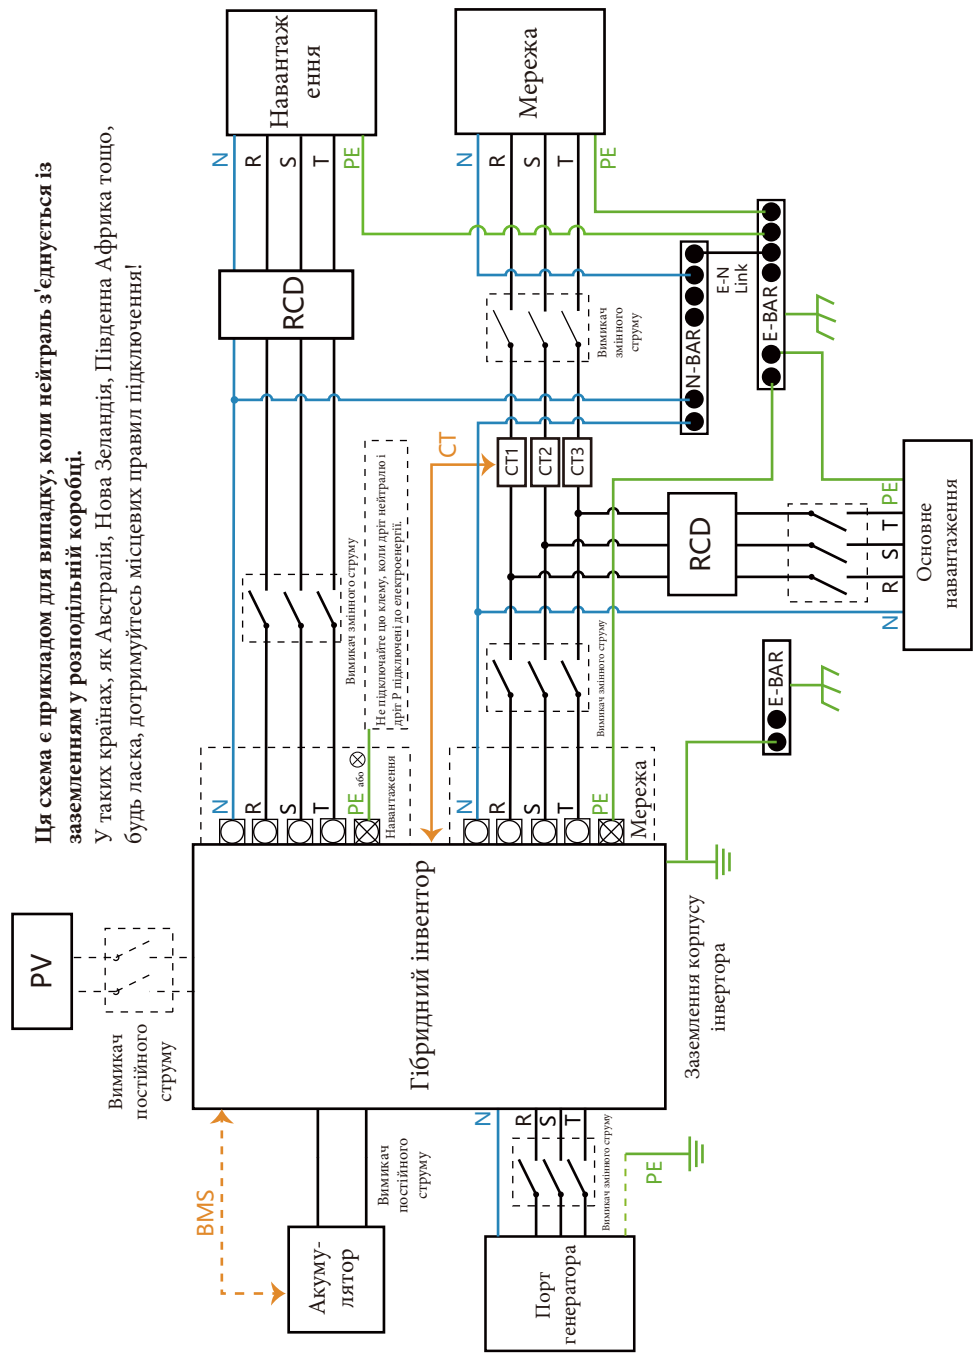 Ця схема є прикладом для випадку, коли нейтраль з'єднується із
заземленням у розподільній коробці.
У таких країнах, як Австралія, Нова Зеландія, Південна Африка тощо,
будь ласка, дотримуйтесь місцевих правил підключення!
PV
Вимикач
постійного
струму
BMS
Акуму-
лятор
Вимикач
постійного
струму
Гібридний інвентор
N
R
S
T
PE
або
Навантаження
Вимикач змінного струму
Не підключайте цю клему, коли дріт нейтралю і
дріт Р підключені до електроенергії.
RCD
N
R
S
T
PE
Навантаж
ення
CT
N
R
S
T
PE
Мережа
Вимикач змінного струму
CT1
CT2
CT3
Вимикач
змінного
струму
N
R
S
T
PE
Мережа
N-BAR
E-N
Link
E-BAR
RCD
N
R
S
T
PE
Основне
навантаження
E-BAR
Заземлення корпусу
інвертора
N
R
S
T
Вимикач змінного струму
PE
Порт
генератора